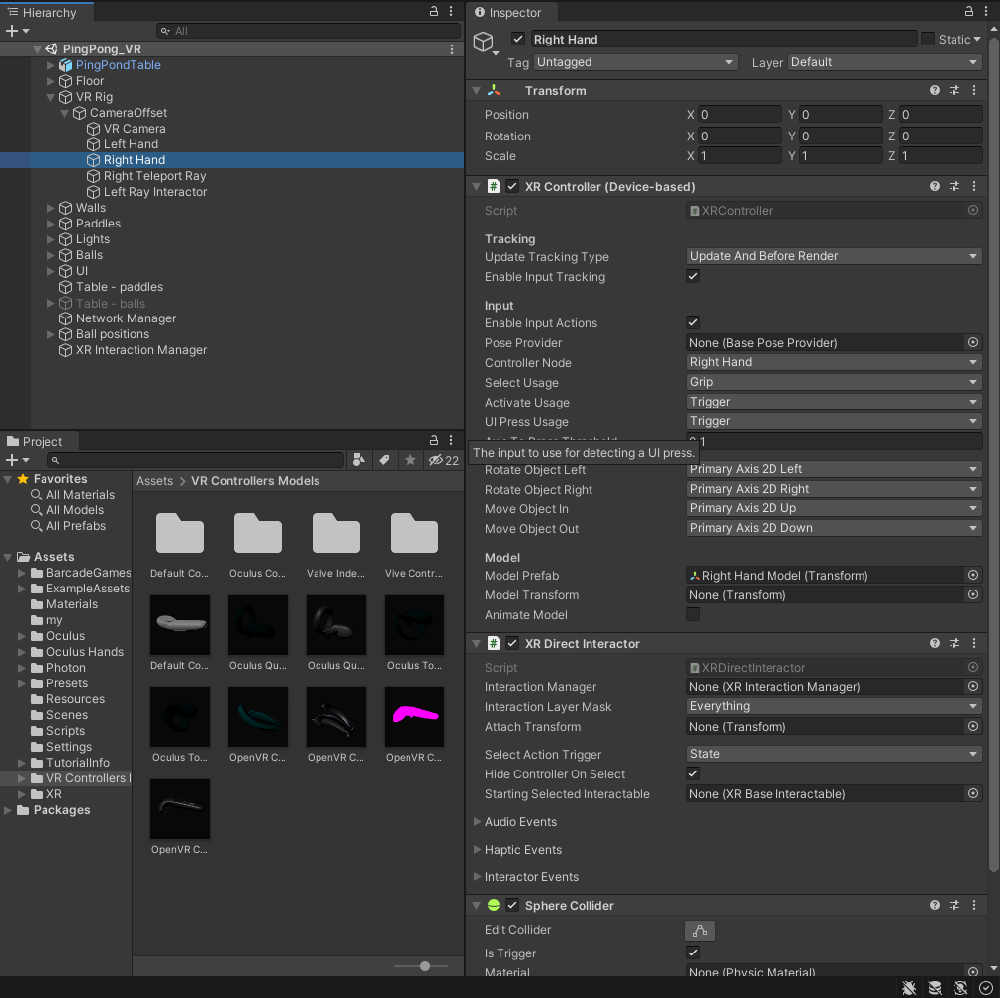 Hierarchy
All
PingPong_VR
PingPondTable
Floor
VR Rig
CameraOffset
VR Camera
Left Hand
Right Hand
Right Teleport Ray
Left Ray Interactor
Walls
Paddles
Lights
Balls
UI
Table - paddles
Table - balls
Network Manager
Ball positions
XR Interaction Manager
Project
22
Favorites
All Materials
All Models
All Prefabs
Assets
BarcadeGames
ExampleAssets
Materials
my
Oculus
Oculus Hands
Photon
Presets
Resources
Scenes
Scripts
Settings
TutorialInfo
VR Controllers
XR
Packages
Assets > VR Controllers Models
Default Co... Oculus Co... Valve Inde... Vive Contr...
Default Co... Oculus Qu... Oculus Qu... Oculus To...
Oculus To... OpenVR C... OpenVR C... OpenVR C...
OpenVR C...
Inspector
Right Hand Static
Tag Untagged Layer Default
Transform
Position X 0 Y 0 Z 0
Rotation X 0 Y 0 Z 0
Scale X 1 Y 1 Z 1
# XR Controller (Device-based)
Script # XRController
Tracking
Update Tracking Type Update And Before Render
Enable Input Tracking
Input
Enable Input Actions
Pose Provider None (Base Pose Provider)
Controller Node Right Hand
Select Usage Grip
Activate Usage Trigger
UI Press Usage Trigger
Axis To Press Threshold 0.1
The input to use for detecting a UI press.
Rotate Object Left Primary Axis 2D Left
Rotate Object Right Primary Axis 2D Right
Move Object In Primary Axis 2D Up
Move Object Out Primary Axis 2D Down
Model
Model Prefab Right Hand Model (Transform)
Model Transform None (Transform)
Animate Model
# XR Direct Interactor
Script # XRDirectInteractor
Interaction Manager None (XR Interaction Manager)
Interaction Layer Mask Everything
Attach Transform None (Transform)
Select Action Trigger State
Hide Controller On Select
Starting Selected Interactable None (XR Base Interactable)
Audio Events
Haptic Events
Interactor Events
Sphere Collider
Edit Collider
Is Trigger
Material None (Physic Material)